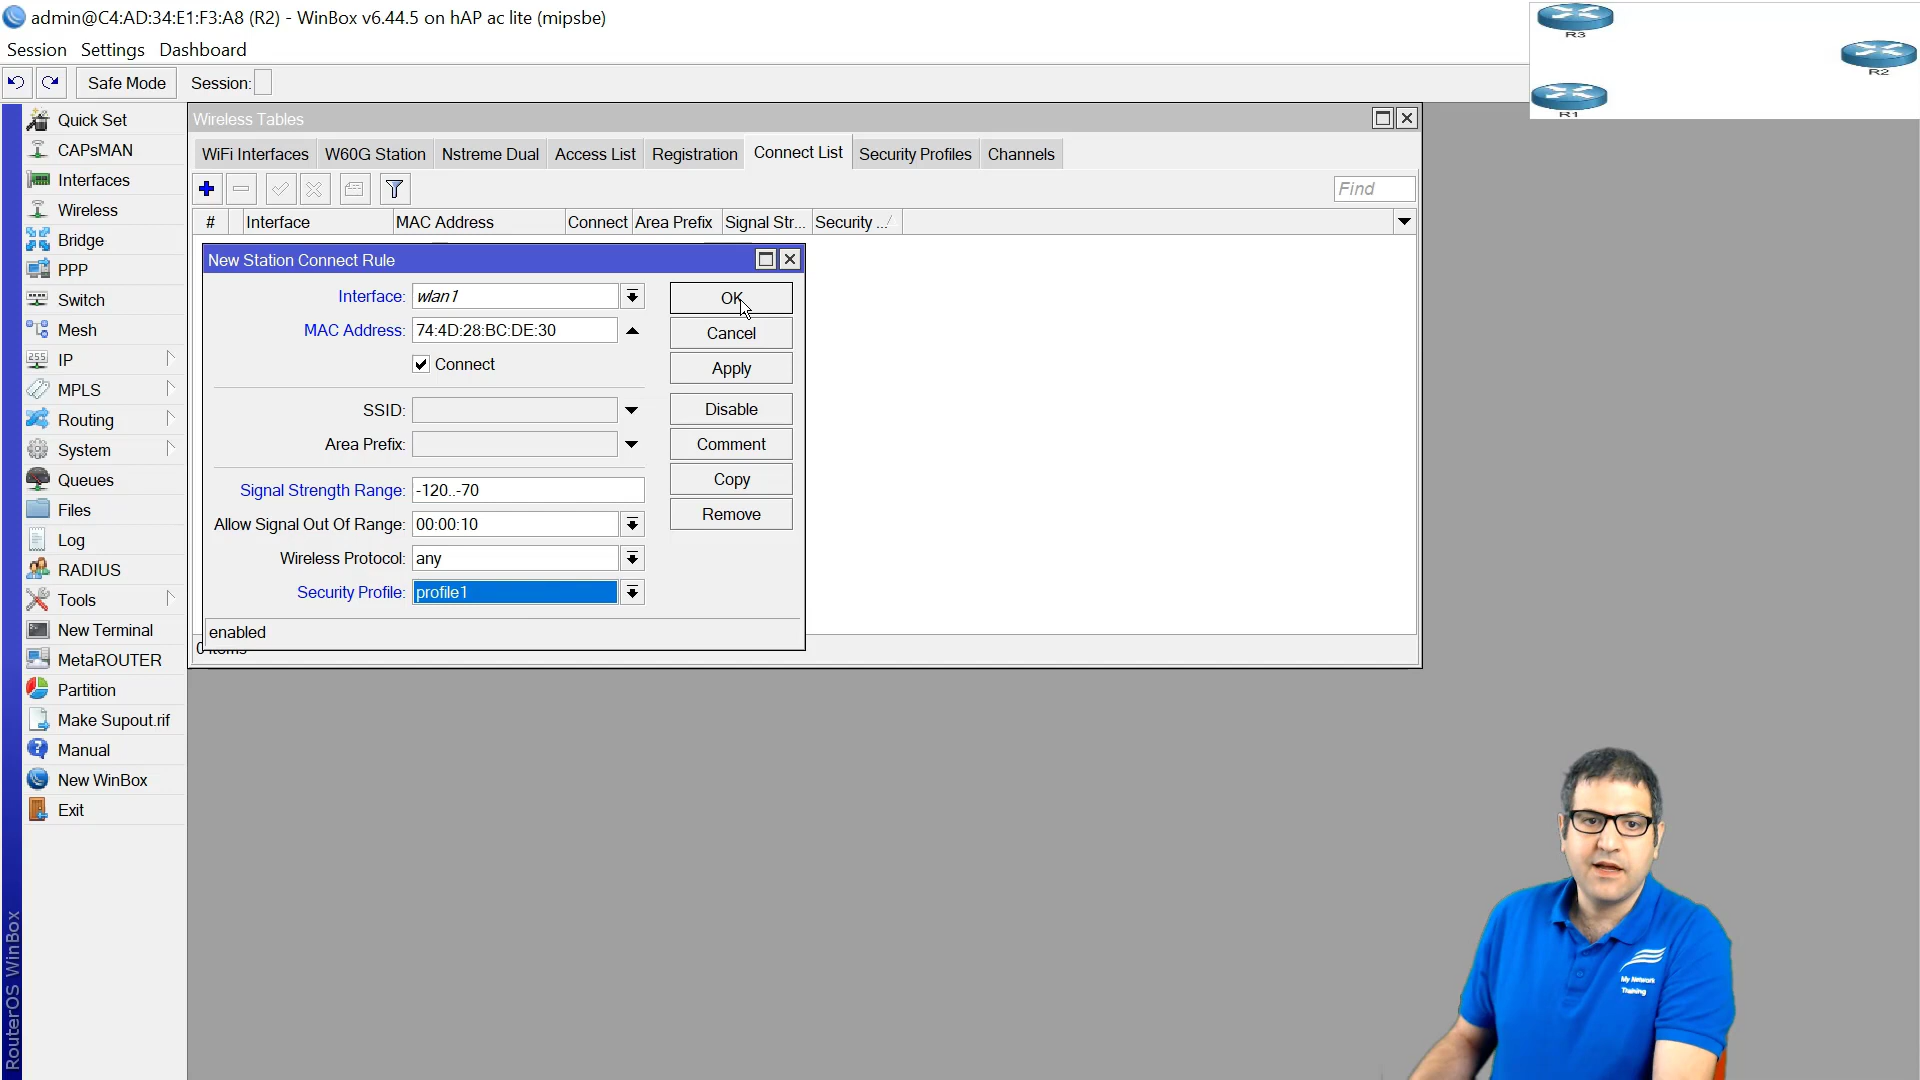 admin@C4:AD:34:E1:F3:A8 (R2) - WinBox v6.44.5 on hAP ac lite (mipsbe)
Session Settings Dashboard
Safe Mode Session:
R3
R2
R1
Quick Set
CAPsMAN
Interfaces
Wireless
Bridge
PPP
Switch
Mesh
IP
MPLS
Routing
System
Queues
Files
Log
RADIUS
Tools
New Terminal
MetaROUTER
Partition
Make Supout.rif
Manual
New WinBox
Exit
RouterOS WinBox
Wireless Tables
WiFi Interfaces W60G Station Nstreme Dual Access List Registration Connect List Security Profiles Channels
Find
# Interface MAC Address Connect Area Prefix Signal Str... Security ...
New Station Connect Rule
Interface: wlan1
MAC Address: 74:4D:28:BC:DE:30
Connect
SSID:
Area Prefix:
Signal Strength Range: -120..-70
Allow Signal Out Of Range: 00:00:10
Wireless Protocol: any
Security Profile: profile1
OK
Cancel
Apply
Disable
Comment
Copy
Remove
enabled
0 items
My Network
Training